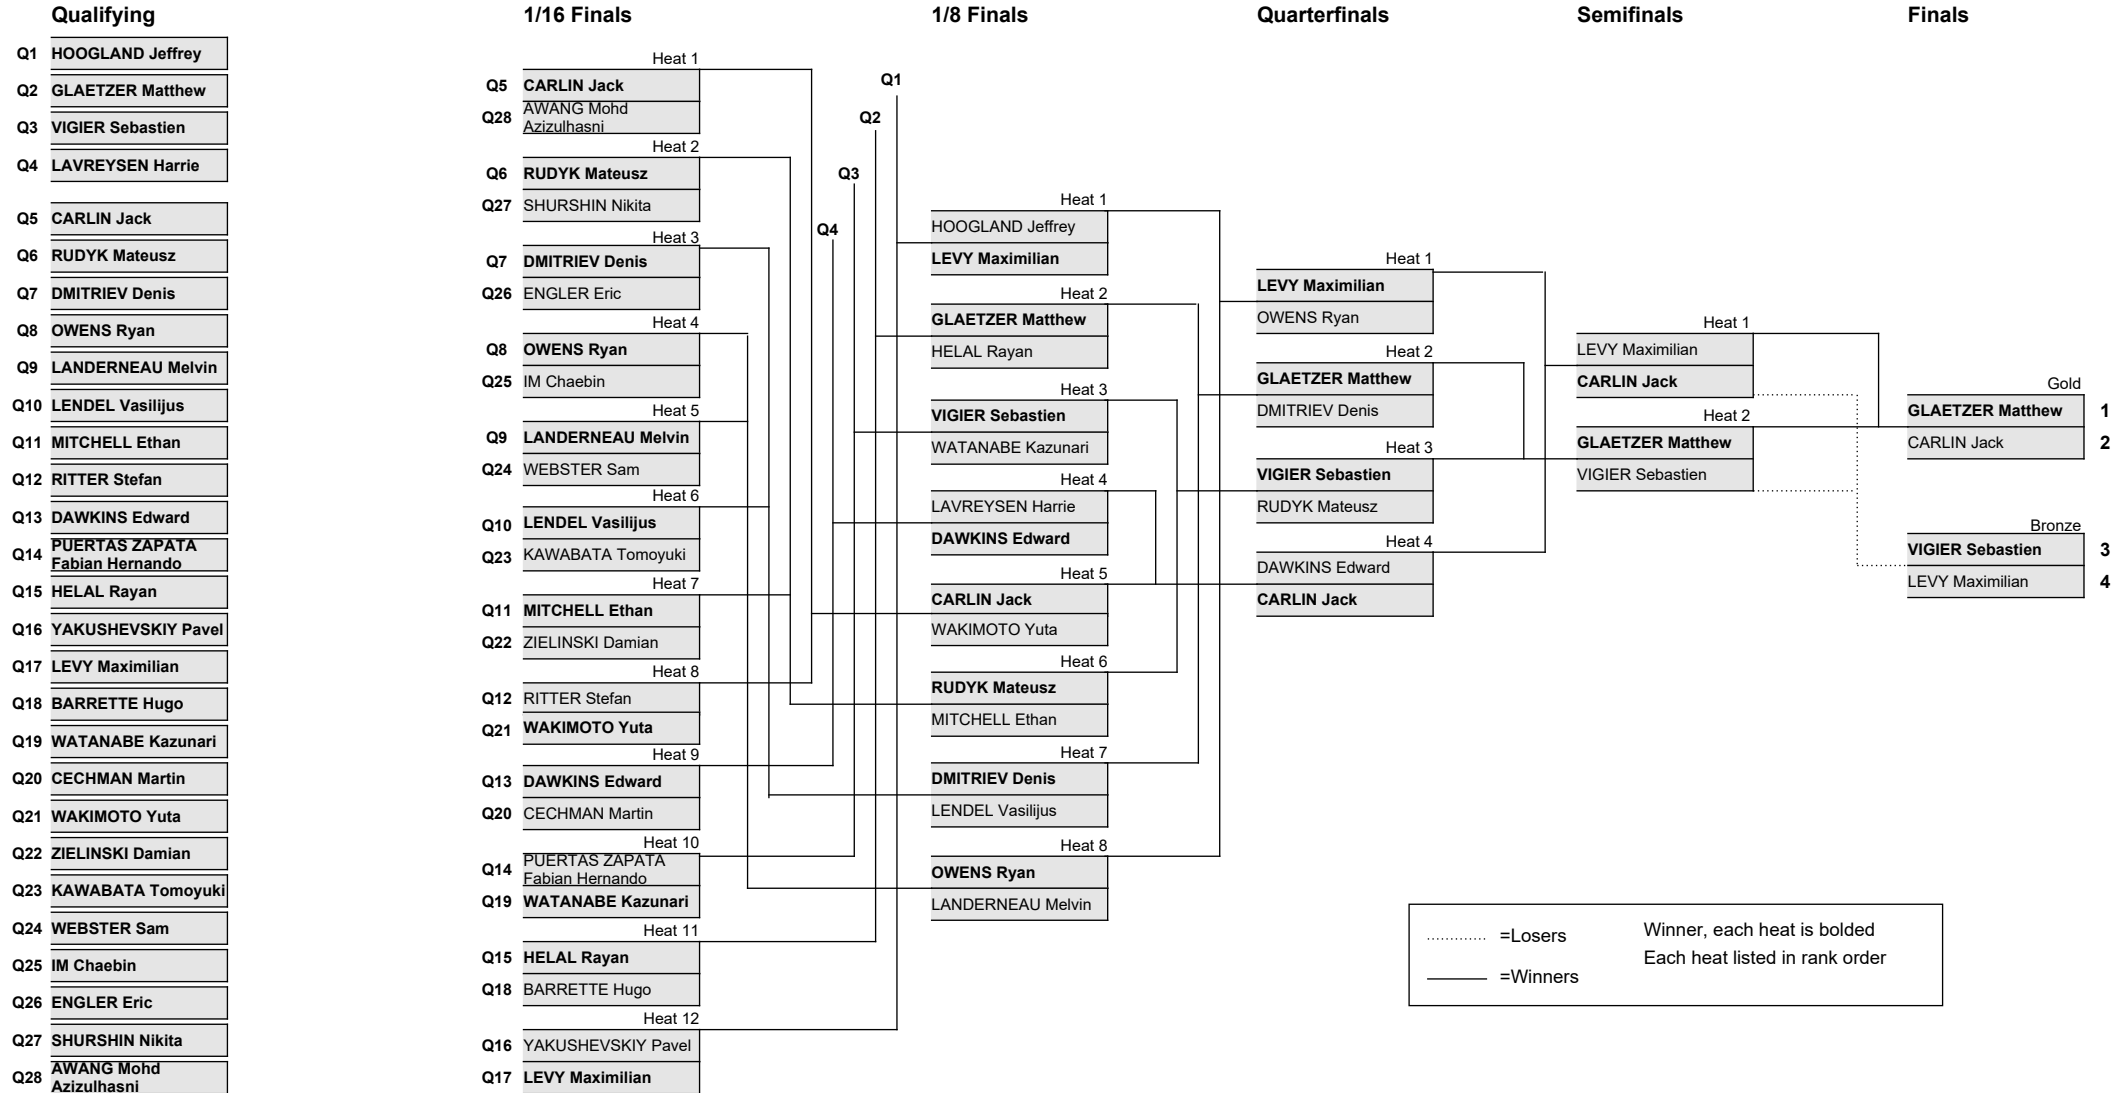 Qualifying
Q1 HOOGLAND Jeffrey
Q2 GLAETZER Matthew
Q3 VIGIER Sebastien
Q4 LAVREYSEN Harrie
Q5 CARLIN Jack
Q6 RUDYK Mateusz
Q7 DMITRIEV Denis
Q8 OWENS Ryan
Q9 LANDERNEAU Melvin
Q10 LENDEL Vasilijus
Q11 MITCHELL Ethan
Q12 RITTER Stefan
Q13 DAWKINS Edward
Q14 PUERTAS ZAPATA
Fabian Hernando
Q15 HELAL Rayan
Q16 YAKUSHEVSKIY Pavel
Q17 LEVY Maximilian
Q18 BARRETTE Hugo
Q19 WATANABE Kazunari
Q20 CECHMAN Martin
Q21 WAKIMOTO Yuta
Q22 ZIELINSKI Damian
Q23 KAWABATA Tomoyuki
Q24 WEBSTER Sam
Q25 IM Chaebin
Q26 ENGLER Eric
Q27 SHURSHIN Nikita
Q28 AWANG Mohd
Azizulhasni
1/16 Finals
Heat 1
Q5 CARLIN Jack
Q28 AWANG Mohd
Azizulhasni
Heat 2
Q6 RUDYK Mateusz
Q27 SHURSHIN Nikita
Heat 3
Q7 DMITRIEV Denis
Q26 ENGLER Eric
Heat 4
Q8 OWENS Ryan
Q25 IM Chaebin
Heat 5
Q9 LANDERNEAU Melvin
Q24 WEBSTER Sam
Heat 6
Q10 LENDEL Vasilijus
Q23 KAWABATA Tomoyuki
Heat 7
Q11 MITCHELL Ethan
Q22 ZIELINSKI Damian
Heat 8
Q12 RITTER Stefan
Q21 WAKIMOTO Yuta
Heat 9
Q13 DAWKINS Edward
Q20 CECHMAN Martin
Heat 10
Q14 PUERTAS ZAPATA
Fabian Hernando
Q19 WATANABE Kazunari
Heat 11
Q15 HELAL Rayan
Q18 BARRETTE Hugo
Heat 12
Q16 YAKUSHEVSKIY Pavel
Q17 LEVY Maximilian
1/8 Finals
Q1
Q2
Q3
Q4
Heat 1
HOOGLAND Jeffrey
LEVY Maximilian
Heat 2
GLAETZER Matthew
HELAL Rayan
Heat 3
VIGIER Sebastien
WATANABE Kazunari
Heat 4
LAVREYSEN Harrie
DAWKINS Edward
Heat 5
CARLIN Jack
WAKIMOTO Yuta
Heat 6
RUDYK Mateusz
MITCHELL Ethan
Heat 7
DMITRIEV Denis
LENDEL Vasilijus
Heat 8
OWENS Ryan
LANDERNEAU Melvin
Quarterfinals
Heat 1
LEVY Maximilian
OWENS Ryan
Heat 2
GLAETZER Matthew
DMITRIEV Denis
Heat 3
VIGIER Sebastien
RUDYK Mateusz
Heat 4
DAWKINS Edward
CARLIN Jack
Semifinals
Heat 1
LEVY Maximilian
CARLIN Jack
Heat 2
GLAETZER Matthew
VIGIER Sebastien
Finals
Gold
GLAETZER Matthew 1
CARLIN Jack 2
Bronze
VIGIER Sebastien 3
LEVY Maximilian 4
=Losers
=Winners
Winner, each heat is bolded
Each heat listed in rank order